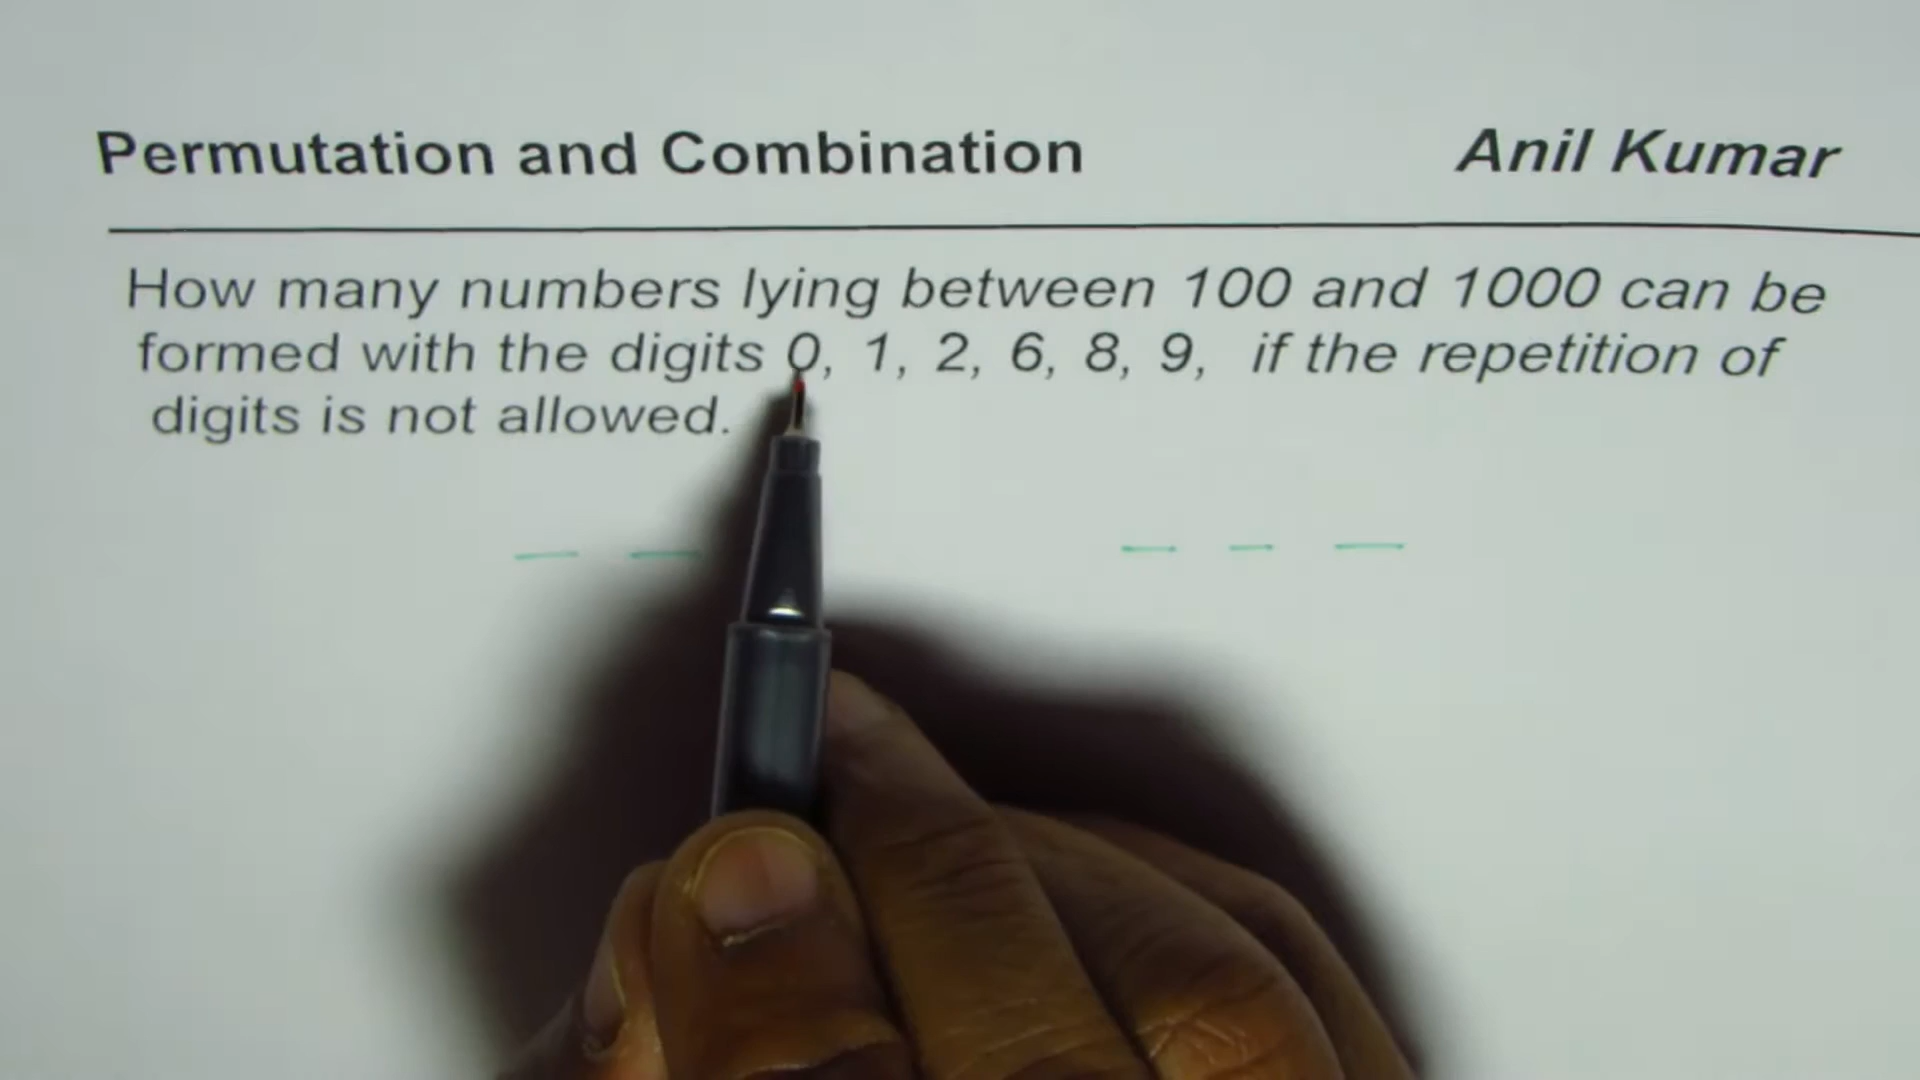 Permutation and Combination
Anil Kumar
How many numbers lying between 100 and 1000 can be
formed with the digits 0, 1, 2, 6, 8, 9, if the repetition of
digits is not allowed.